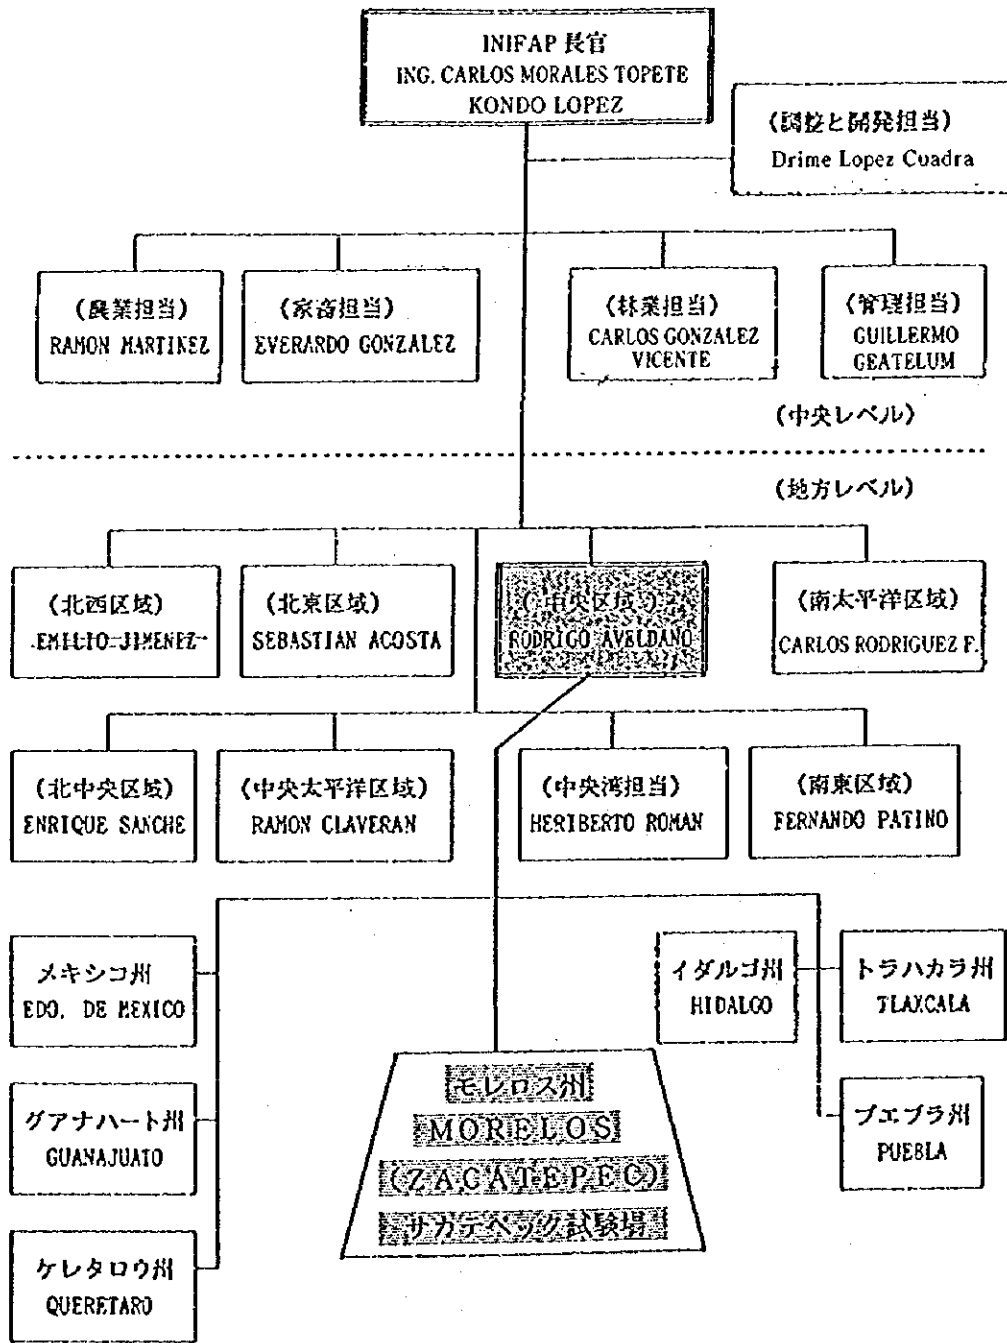 INIFAP 長官
ING. CARLOS MORALES TOPETE
KONDO LOPEZ
と開発担当)
Drime Lopez Cuadra
(農業担当)
RAMON MARTINEZ
(家畜担当)
EVERARDO GONZALEZ
(林業担当)
CARLOS GONZALEZ
VICENTE
(管理担当)
GUILLERMO
GEATELUM
(中央レベル)
(地方レベル)
(北西区域)
EMILIO JIMENEZ
(北東区域)
SEBASTIAN ACOSTA
(中央区域)
RODRIGO AVELDANO
(南太平洋区域)
CARLOS RODRIGUEZ F.
(北中央区域)
ENRIQUE SANCHE
(中央太平洋区域)
RAMON CLAVERAN
(中央湾担当)
HERIBERTO ROMAN
(南東区域)
FERNANDO PATINO
メキシコ州
EDO. DE MEXICO
イダルゴ州
HIDALGO
トラハカラ州
TLAXCALA
グアナハート州
GUANAJUATO
モレロス州
MORELOS
(ZACATEPEC)
サカテペック試験場
プエブラ州
PUEBLA
ケレタロウ州
QUERETARO